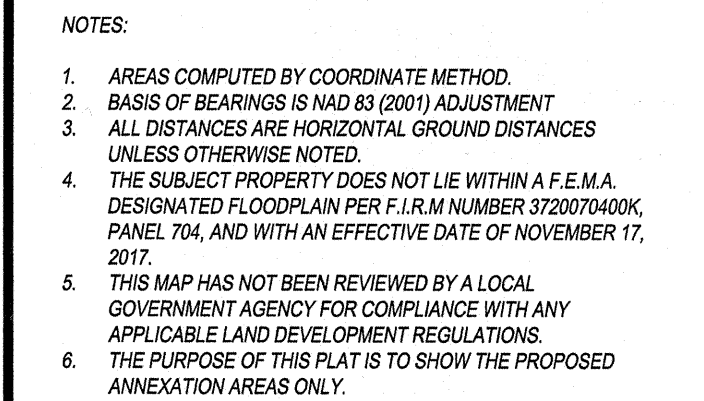 NOTES:
1. AREAS COMPUTED BY COORDINATE METHOD.
2. BASIS OF BEARINGS IS NAD 83 (2001) ADJUSTMENT
3. ALL DISTANCES ARE HORIZONTAL GROUND DISTANCES
UNLESS OTHERWISE NOTED.
4. THE SUBJECT PROPERTY DOES NOT LIE WITHIN A F.E.M.A.
DESIGNATED FLOODPLAIN PER F.I.R.M NUMBER 3720070400K,
PANEL 704, AND WITH AN EFFECTIVE DATE OF NOVEMBER 17,
2017.
5. THIS MAP HAS NOT BEEN REVIEWED BY A LOCAL
GOVERNMENT AGENCY FOR COMPLIANCE WITH ANY
APPLICABLE LAND DEVELOPMENT REGULATIONS.
6. THE PURPOSE OF THIS PLAT IS TO SHOW THE PROPOSED
ANNEXATION AREAS ONLY.